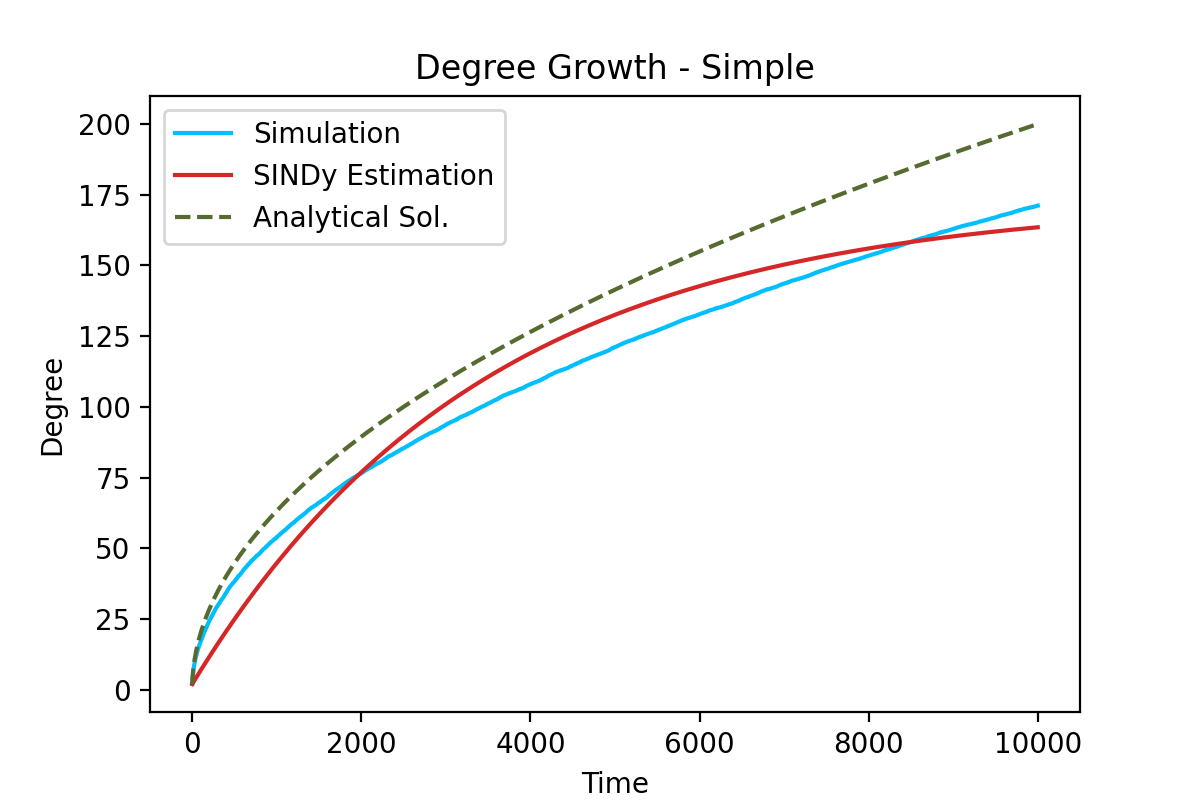 Degree Growth - Simple
Simulation
SINDy Estimation
Analytical Sol.
200
175
150
125
100
75
50
25
0
Degree
0 2000 4000 6000 8000 10000
Time